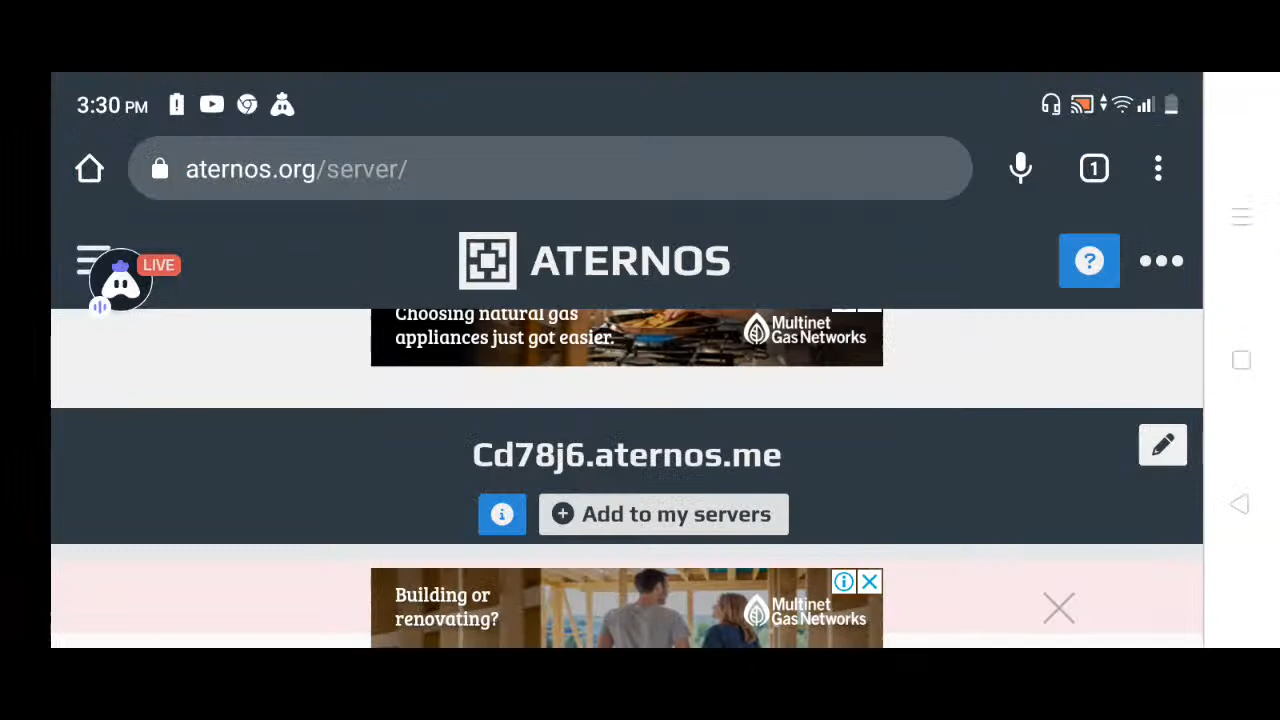 3:30 PM
aternos.org/server/
1
LIVE
ATERNOS
?
Choosing natural gas
appliances just got easier.
Multinet
Gas Networks
Cd78j6.aternos.me
Add to my servers
Building or
renovating?
Multinet
Gas Networks